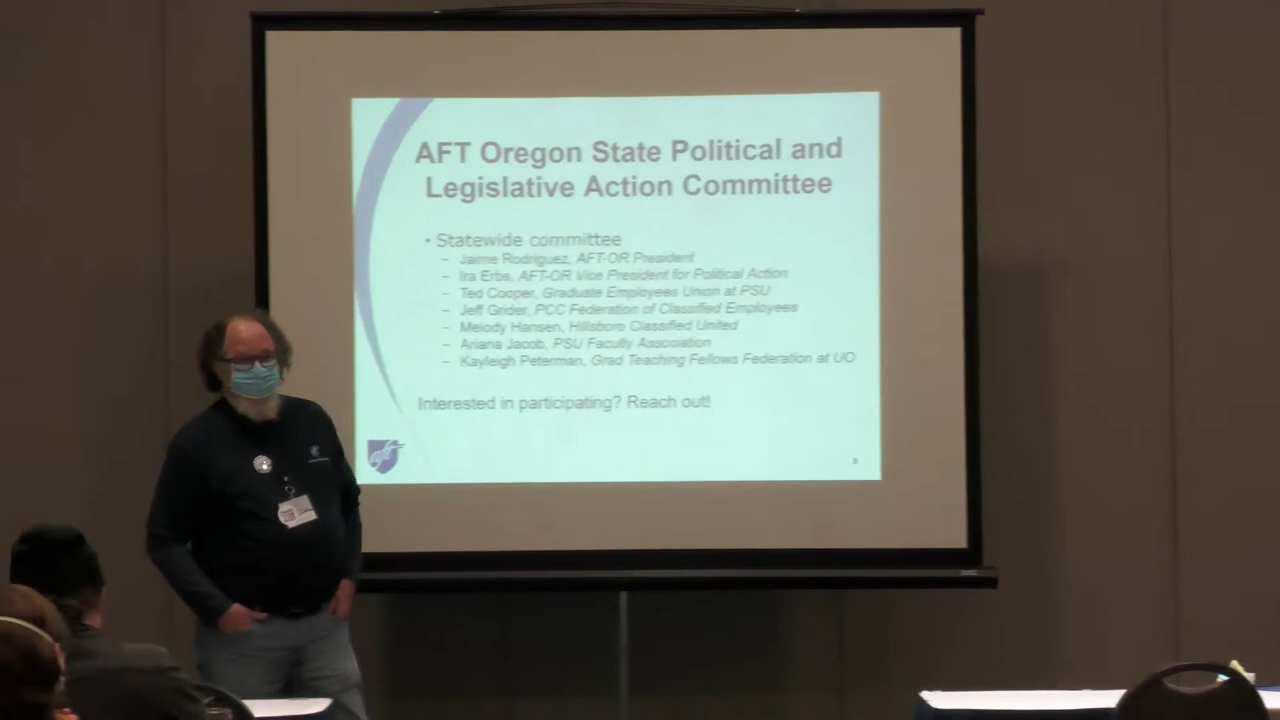 AFT Oregon State Political and
Legislative Action Committee
• Statewide committee
– Jaime Rodriguez, AFT-OR President
– Ira Erbs, AFT-OR Vice President for Political Action
– Ted Cooper, Graduate Employees Union at PSU
– Jeff Grider, PCC Federation of Classified Employees
– Melody Hansen, Hillsboro Classified United
– Ariana Jacob, PSU Faculty Association
– Kayleigh Peterman, Grad Teaching Fellows Federation at UO
Interested in participating? Reach out!
aft